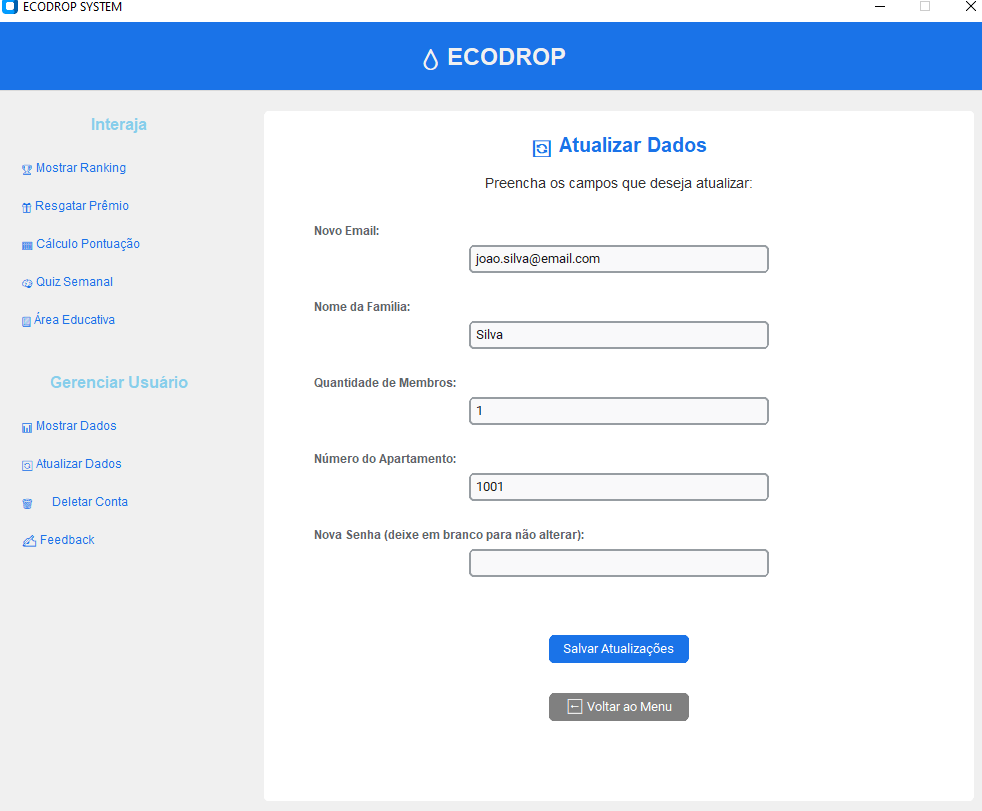 ECODROP SYSTEM
ECODROP
Interaja
Mostrar Ranking
Resgatar Prêmio
Cálculo Pontuação
Quiz Semanal
Área Educativa
Gerenciar Usuário
Mostrar Dados
Atualizar Dados
Deletar Conta
Feedback
Atualizar Dados
Preencha os campos que deseja atualizar:
Novo Email:
joao.silva@email.com
Nome da Família:
Silva
Quantidade de Membros:
1
Número do Apartamento:
1001
Nova Senha (deixe em branco para não alterar):
Salvar Atualizações
Voltar ao Menu